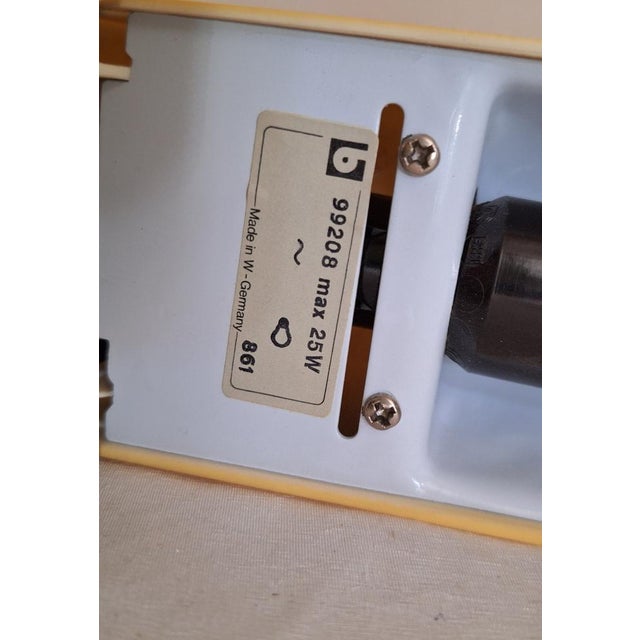 b
99208 max 25W
~
Made in W-Germany 861